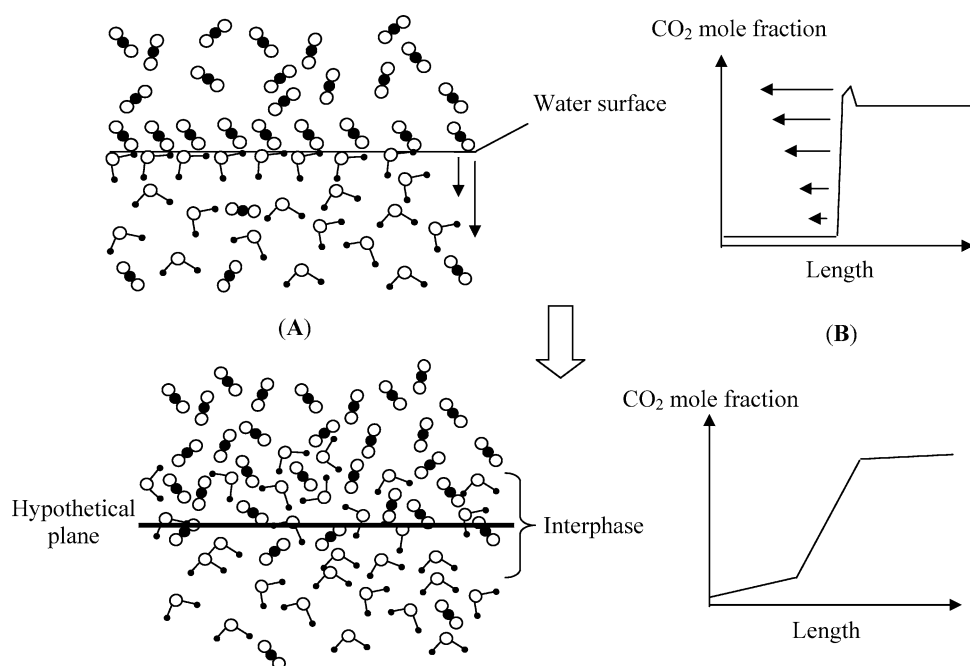 CO₂ mole fraction
Water surface
Length
(A)
(B)
CO₂ mole fraction
Hypothetical
plane
Interphase
Length